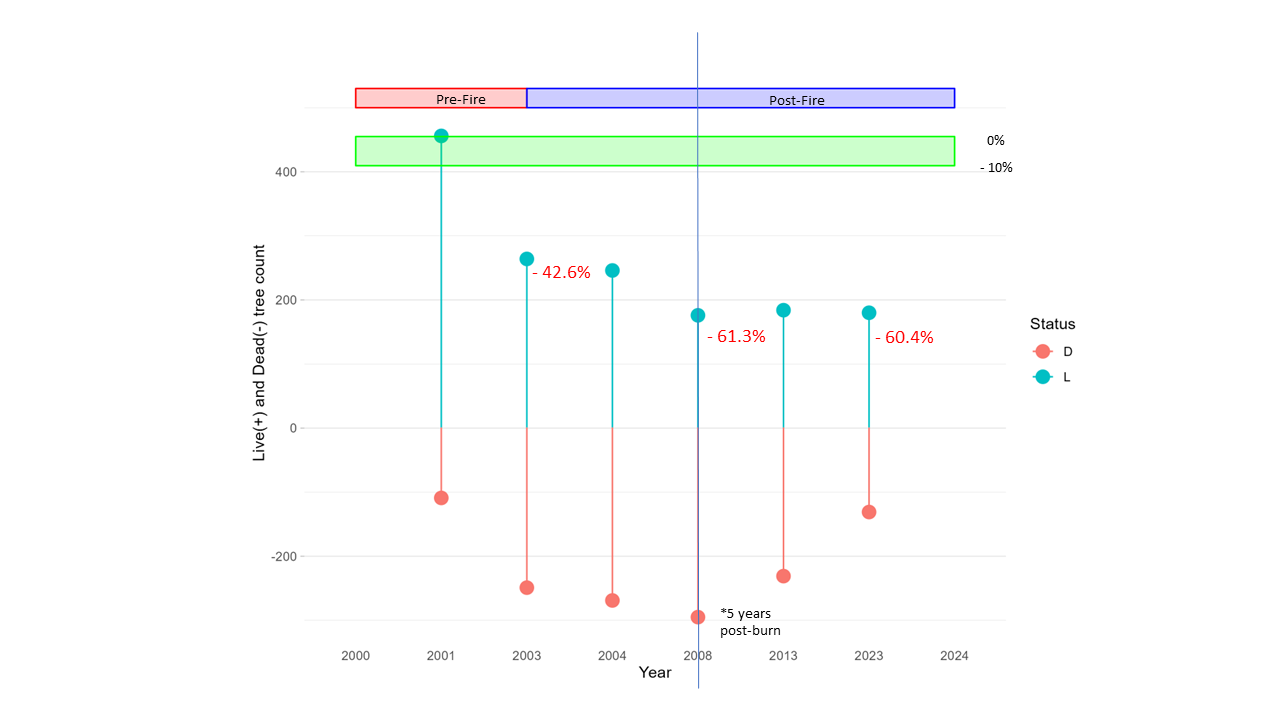 Pre-Fire
Post-Fire
0%
- 10%
400
- 42.6%
200
- 61.3%
- 60.4%
0
-200
Live(+) and Dead(-) tree count
Status
D
L
*5 years
post-burn
2000 2001 2003 2004 2008 2013 2023 2024
Year